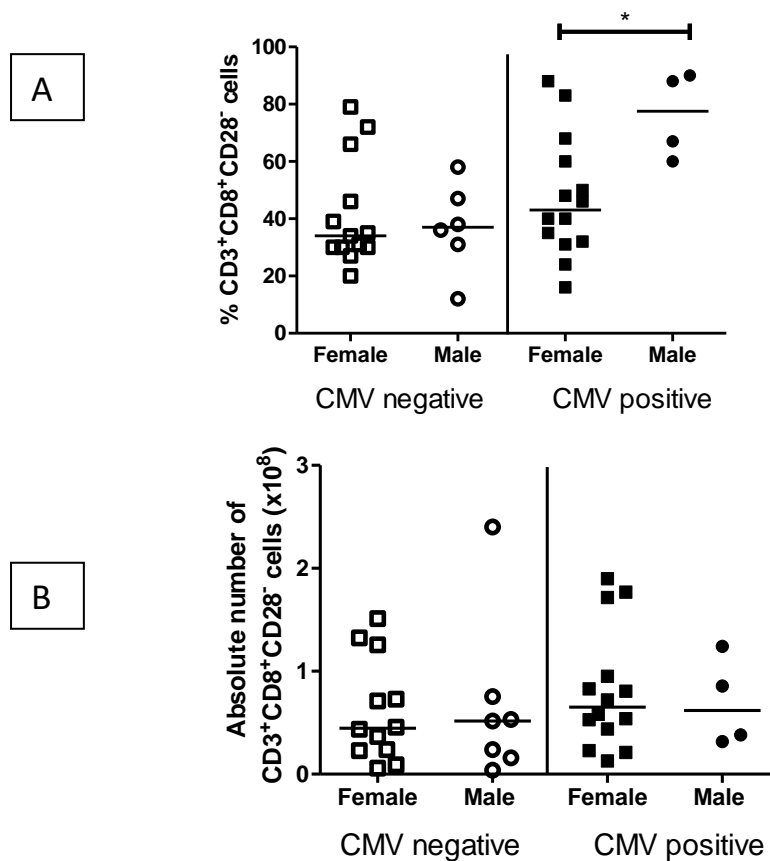 A
*
% CD3⁺CD8⁺CD28⁻ cells
100
80
60
40
20
0
Female Male Female Male
CMV negative CMV positive
B
Absolute number of
CD3⁺CD8⁺CD28⁻ cells (x10⁸)
3
2
1
0
Female Male Female Male
CMV negative CMV positive